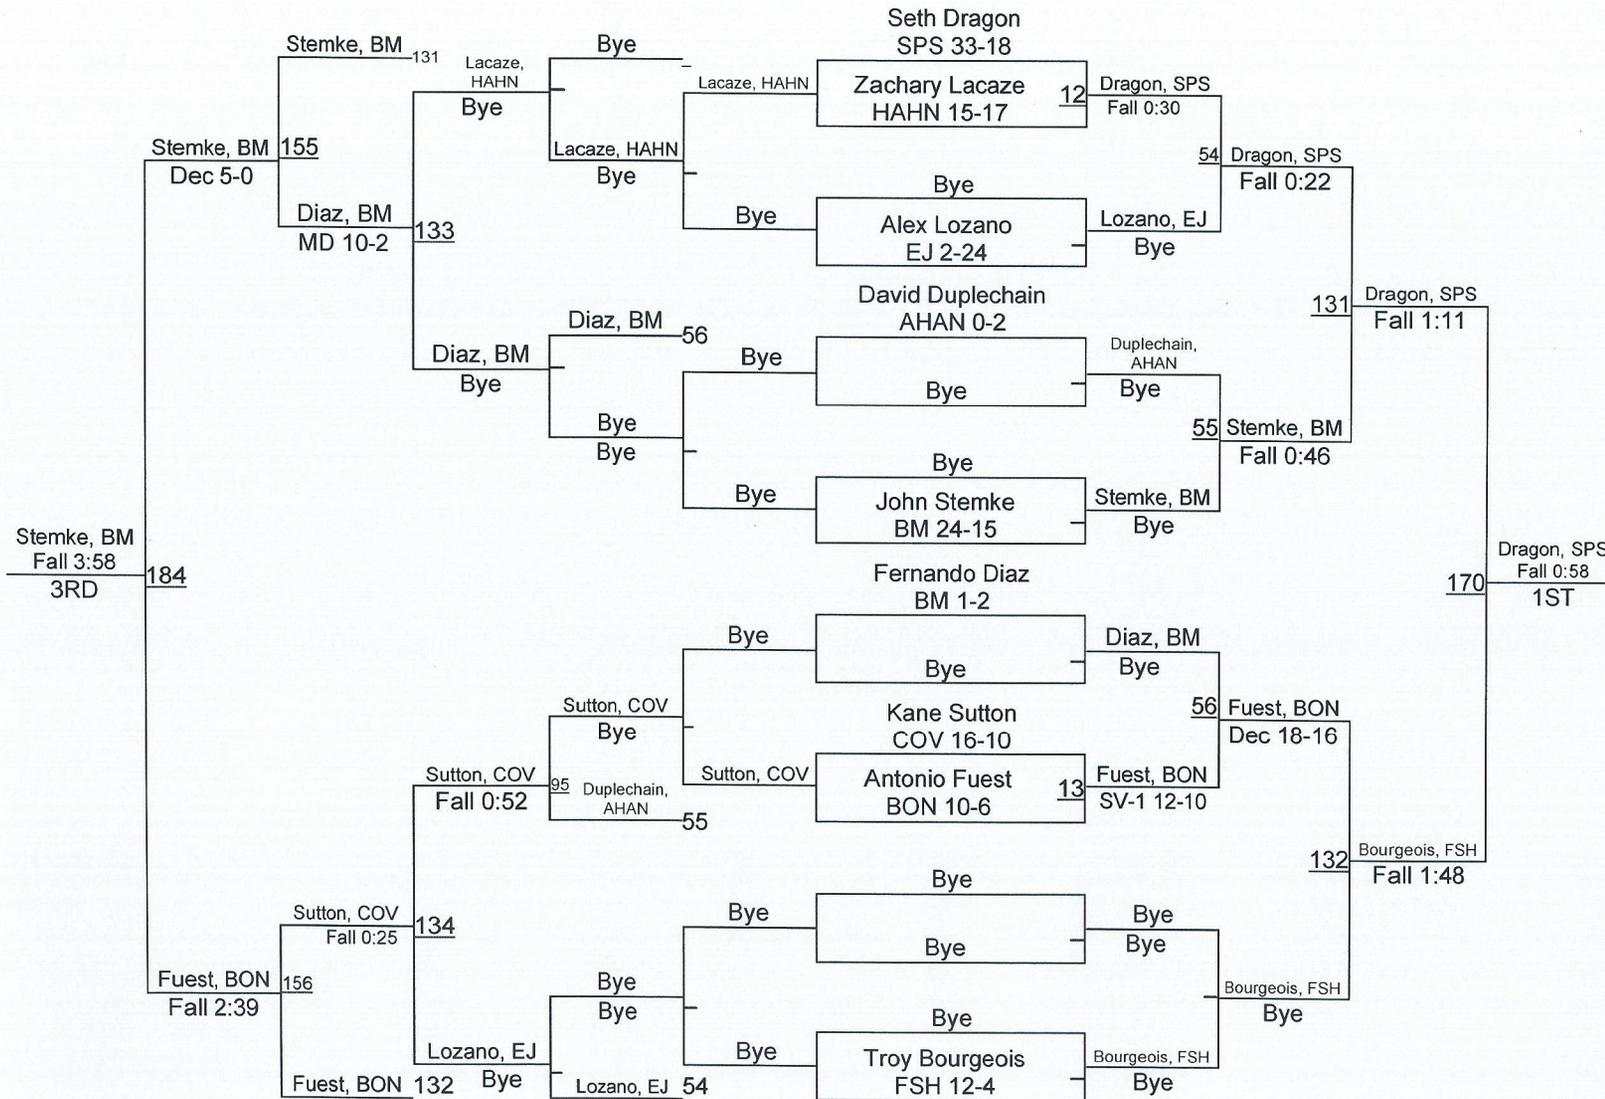 Seth Dragon
SPS 33-18
Stemke, BM
131
Lacaze,
HAHN
Bye
Bye
Lacaze, HAHN
Zachary Lacaze
HAHN 15-17
12
Dragon, SPS
Fall 0:30
Stemke, BM
155
Dec 5-0
Lacaze, HAHN
Bye
54
Dragon, SPS
Fall 0:22
Diaz, BM
133
MD 10-2
Bye
Bye
Alex Lozano
EJ 2-24
Lozano, EJ
Bye
David Duplechain
AHAN 0-2
131
Dragon, SPS
Fall 1:11
Diaz, BM
56
Diaz, BM
Bye
Bye
Bye
Duplechain,
AHAN
Bye
Bye
Bye
55
Stemke, BM
Fall 0:46
Bye
Bye
John Stemke
BM 24-15
Stemke, BM
Bye
Stemke, BM
Fall 3:58
184
3RD
Dragon, SPS
Fall 0:58
170
1ST
Fernando Diaz
BM 1-2
Bye
Bye
Diaz, BM
Bye
Sutton, COV
Bye
Kane Sutton
COV 16-10
56
Fuest, BON
Dec 18-16
Sutton, COV
Fall 0:52
95
Duplechain,
AHAN
55
Sutton, COV
Antonio Fuest
BON 10-6
13
Fuest, BON
SV-1 12-10
132
Bourgeois, FSH
Fall 1:48
Bye
Sutton, COV
Fall 0:25
134
Bye
Bye
Bye
Bye
Fuest, BON
156
Fall 2:39
Bye
Bye
Bourgeois, FSH
Bye
Bye
Lozano, EJ
Bye
Bye
Troy Bourgeois
FSH 12-4
Bourgeois, FSH
Bye
Fuest, BON
132
Lozano, EJ
54